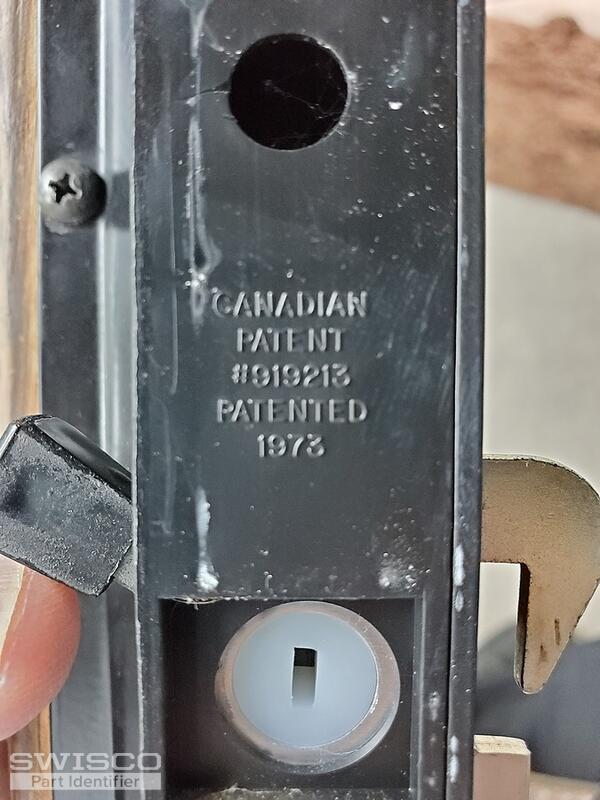 CANADIAN
PATENT
#919213
PATENTED
1973
SWISCO
Part Identifier